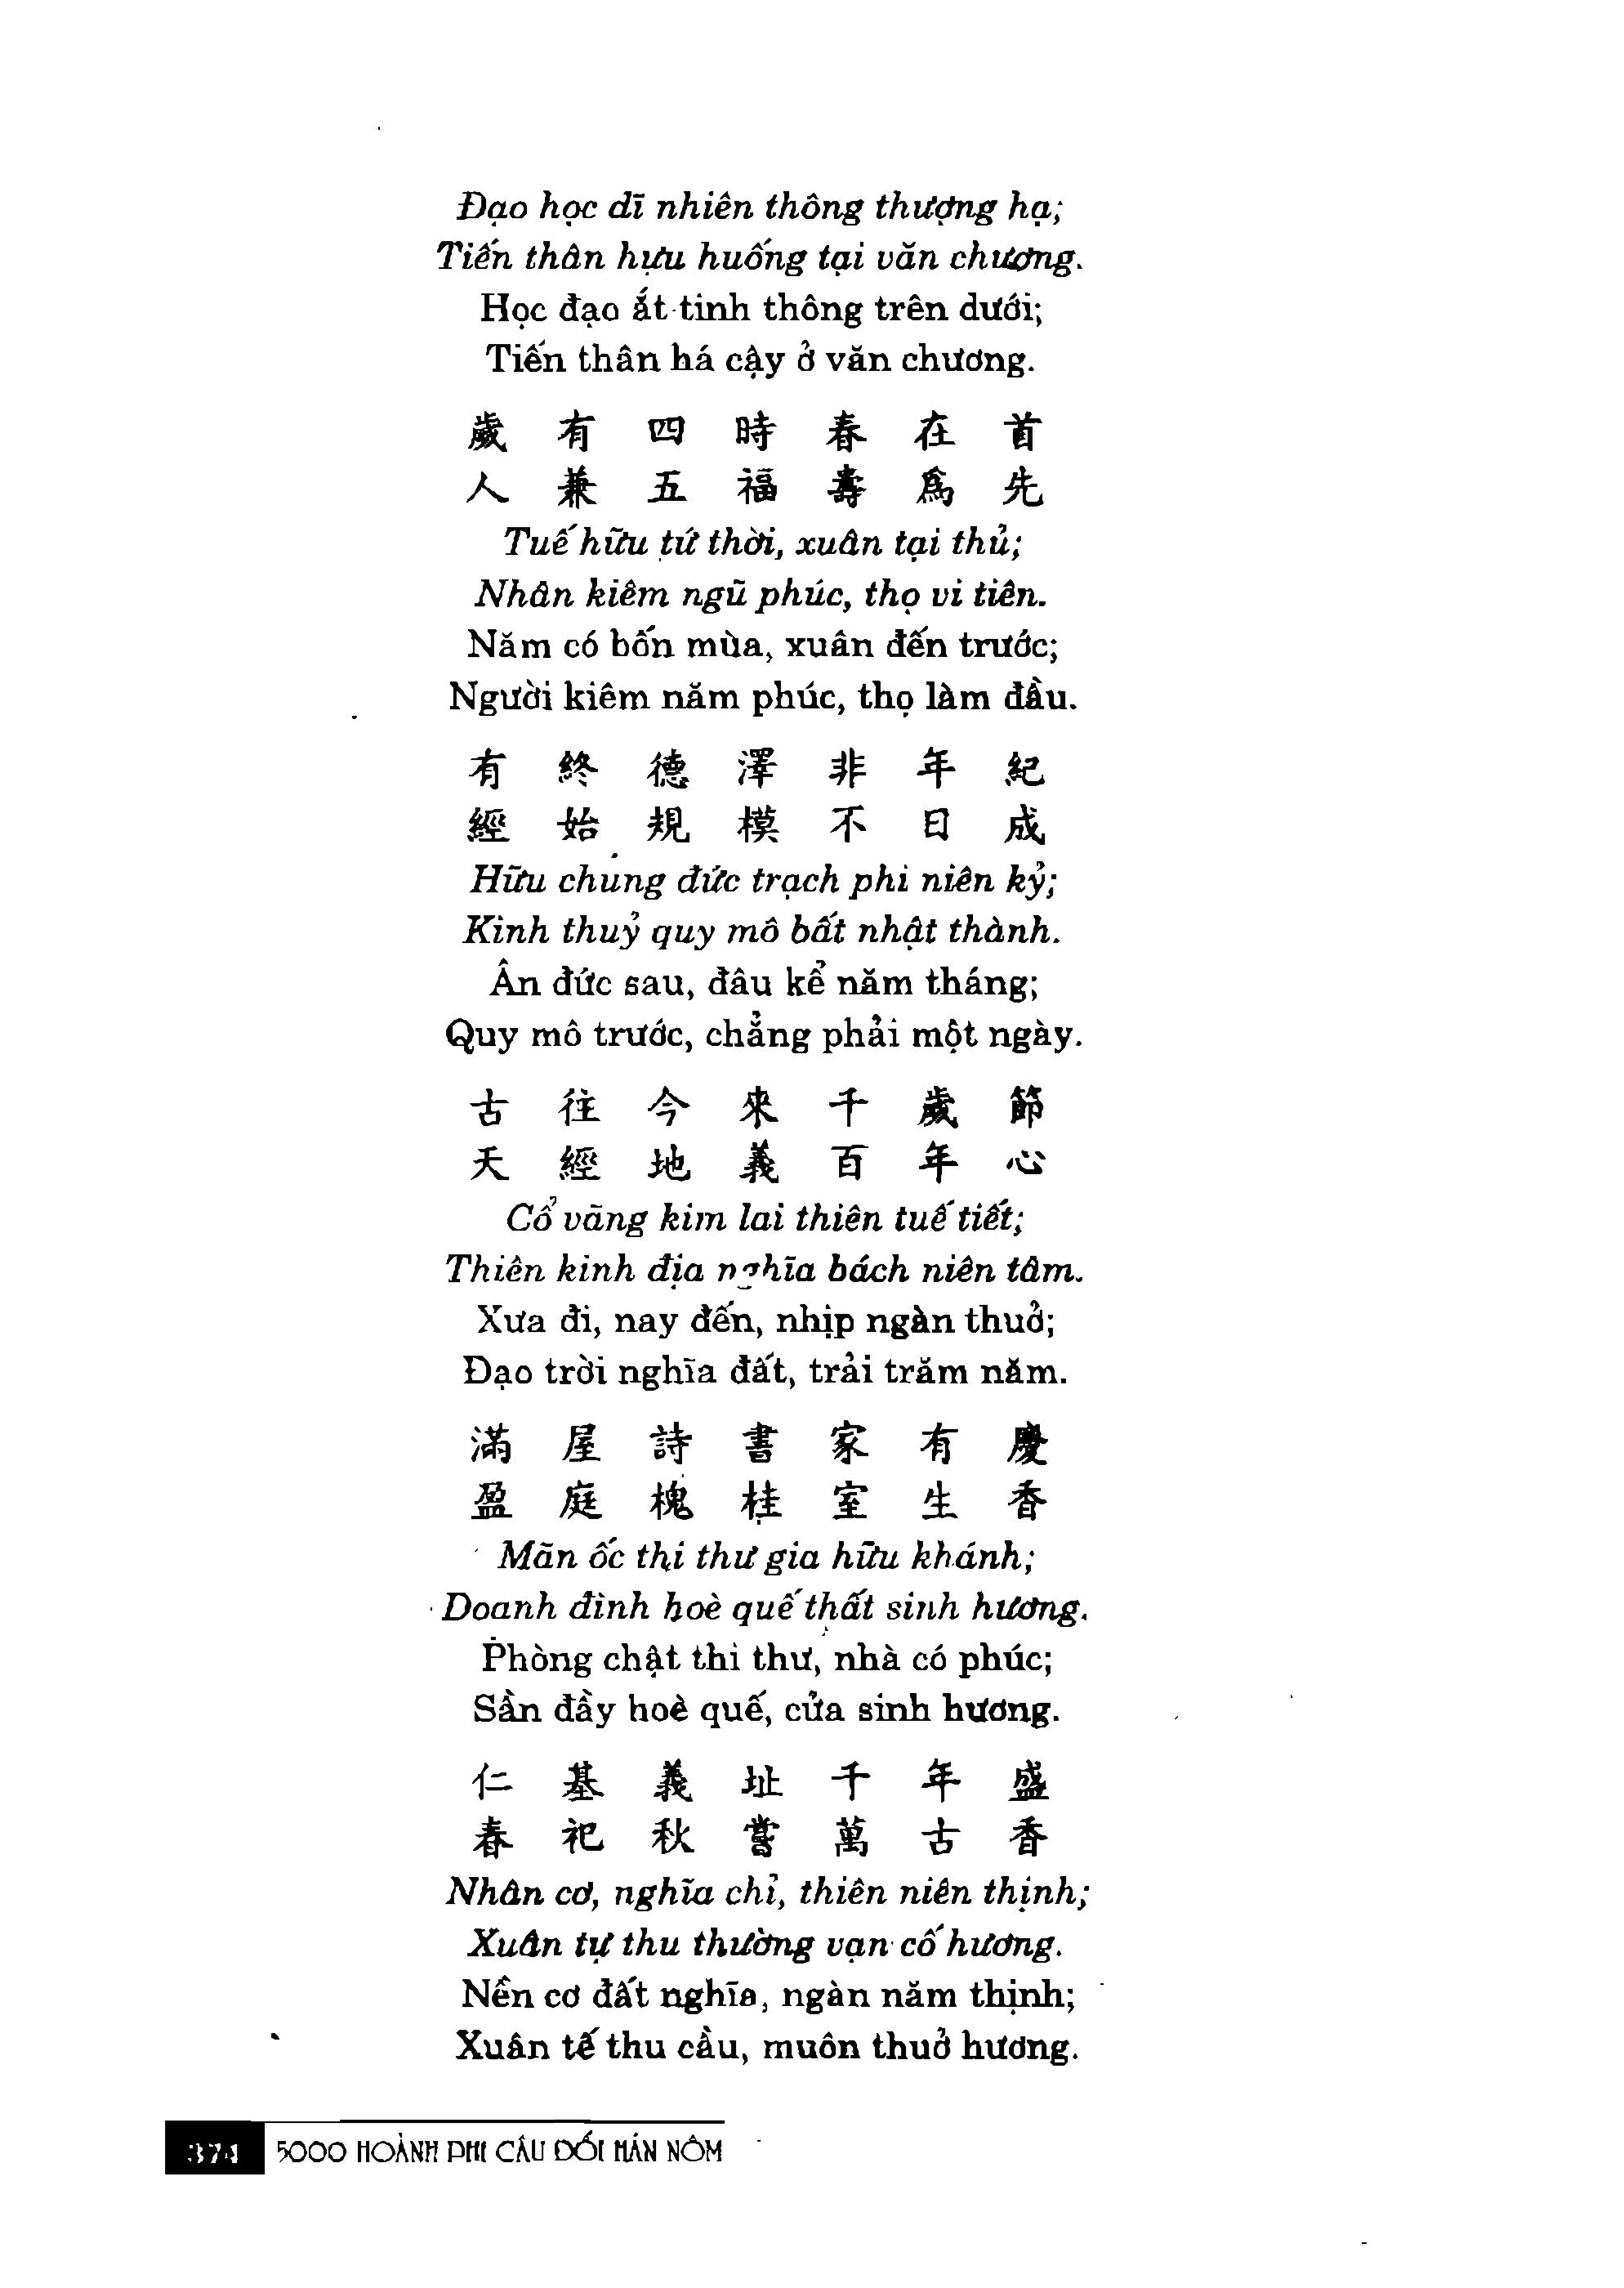 Đạo học dĩ nhiên thông thượng hạ;
Tiến thân hựu huống tại văn chương.
Học đạo ắt tinh thông trên dưới;
Tiến thân há cậy ở văn chương.
歲 有 四 時 春 在 首
人 兼 五 福 壽 為 先
Tuế hữu tứ thời, xuân tại thủ;
Nhân kiêm ngũ phúc, thọ vi tiên.
Năm có bốn mùa, xuân đến trước;
Người kiêm năm phúc, thọ làm đầu.
有 終 德 澤 非 年 紀
經 始 規 模 不 日 成
Hữu chung đức trạch phi niên kỷ;
Kinh thuỷ quy mô bất nhật thành.
Ân đức sau, đâu kể năm tháng;
Quy mô trước, chẳng phải một ngày.
古 往 今 來 千 歲 節
天 經 地 義 百 年 心
Cổ vãng kim lai thiên tuế tiết;
Thiên kinh địa nghĩa bách niên tâm.
Xưa đi, nay đến, nhịp ngàn thuở;
Đạo trời nghĩa đất, trải trăm năm.
滿 屋 詩 書 家 有 慶
盈 庭 槐 桂 室 生 香
Mãn ốc thi thư gia hữu khánh;
Doanh đình hoè quế thất sinh hương.
Phòng chật thi thư, nhà có phúc;
Sần đầy hoè quế, cửa sinh hương.
仁 基 義 址 千 年 盛
春 祀 秋 嘗 萬 古 香
Nhân cơ, nghĩa chỉ, thiên niên thịnh;
Xuân tự thu thường vạn cố hương.
Nền cơ đất nghĩa, ngàn năm thịnh;
Xuân tế thu cầu, muôn thuở hương.
374 5000 HOÀNH PHI CÂU ĐỐI HÁN NÔM